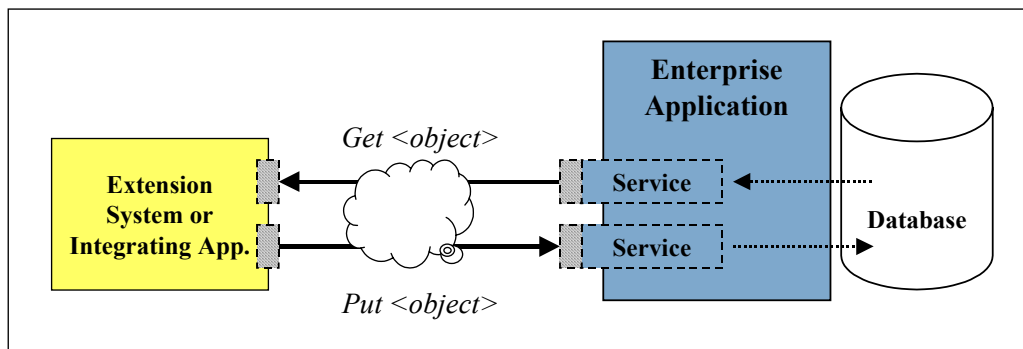 Enterprise
Application
Get <object>
Extension
System or
Integrating App.
Service
Service
Database
Put <object>